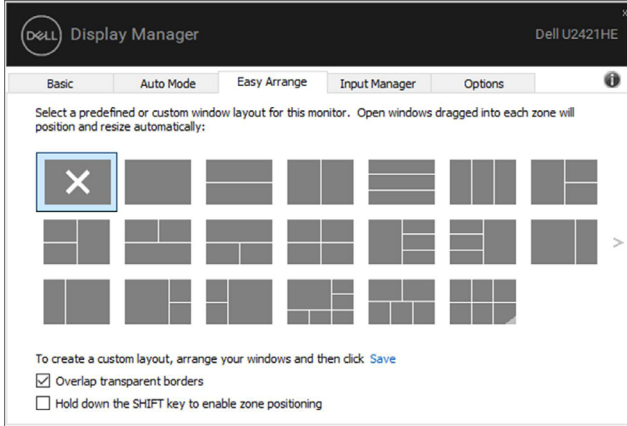 x
DELL Display Manager Dell U2421HE
Basic Auto Mode Easy Arrange Input Manager Options i
Select a predefined or custom window layout for this monitor. Open windows dragged into each zone will
position and resize automatically:
>
To create a custom layout, arrange your windows and then click Save
Overlap transparent borders
Hold down the SHIFT key to enable zone positioning